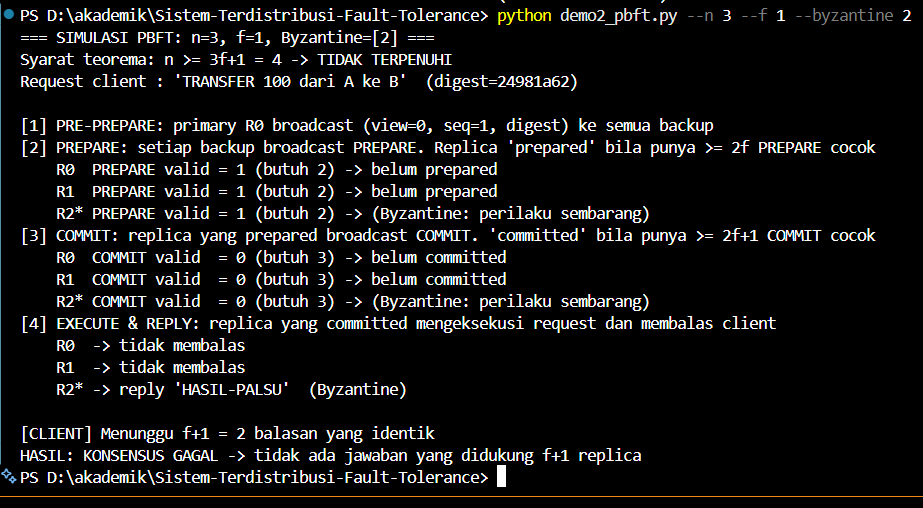 PS D:\akademik\Sistem-Terdistribusi-Fault-Tolerance> python demo2_pbft.py --n 3 --f 1 --byzantine 2
=== SIMULASI PBFT: n=3, f=1, Byzantine=[2] ===
Syarat teorema: n >= 3f+1 = 4 -> TIDAK TERPENUHI
Request client : 'TRANSFER 100 dari A ke B'  (digest=24981a62)

[1] PRE-PREPARE: primary R0 broadcast (view=0, seq=1, digest) ke semua backup
[2] PREPARE: setiap backup broadcast PREPARE. Replica 'prepared' bila punya >= 2f PREPARE cocok
    R0  PREPARE valid = 1 (butuh 2) -> belum prepared
    R1  PREPARE valid = 1 (butuh 2) -> belum prepared
    R2* PREPARE valid = 1 (butuh 2) -> (Byzantine: perilaku sembarang)
[3] COMMIT: replica yang prepared broadcast COMMIT. 'committed' bila punya >= 2f+1 COMMIT cocok
    R0  COMMIT valid  = 0 (butuh 3) -> belum committed
    R1  COMMIT valid  = 0 (butuh 3) -> belum committed
    R2* COMMIT valid  = 0 (butuh 3) -> (Byzantine: perilaku sembarang)
[4] EXECUTE & REPLY: replica yang committed mengeksekusi request dan membalas client
    R0  -> tidak membalas
    R1  -> tidak membalas
    R2* -> reply 'HASIL-PALSU'  (Byzantine)

[CLIENT] Menunggu f+1 = 2 balasan yang identik
HASIL: KONSENSUS GAGAL -> tidak ada jawaban yang didukung f+1 replica
PS D:\akademik\Sistem-Terdistribusi-Fault-Tolerance>